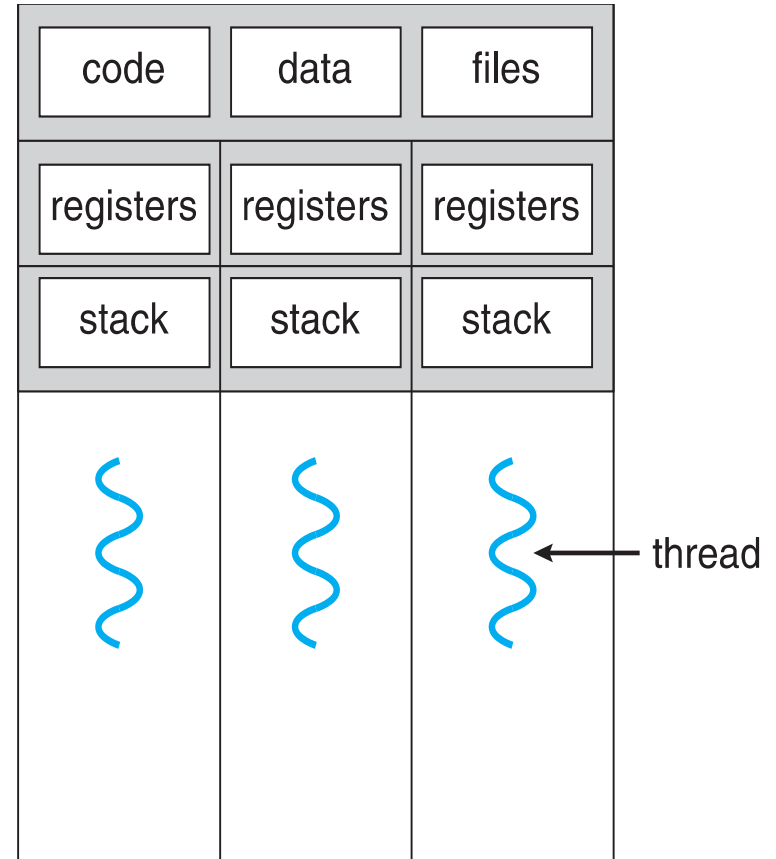 code data files
registers registers registers
stack stack stack
thread